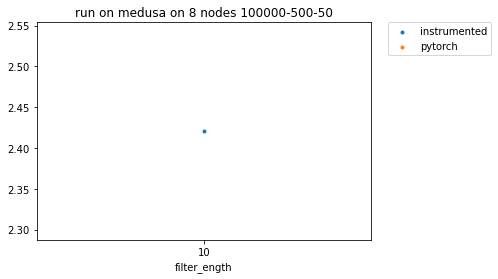 run on medusa on 8 nodes 100000-500-50
instrumented
pytorch
2.55
2.50
2.45
2.40
2.35
2.30
10
filter_ength